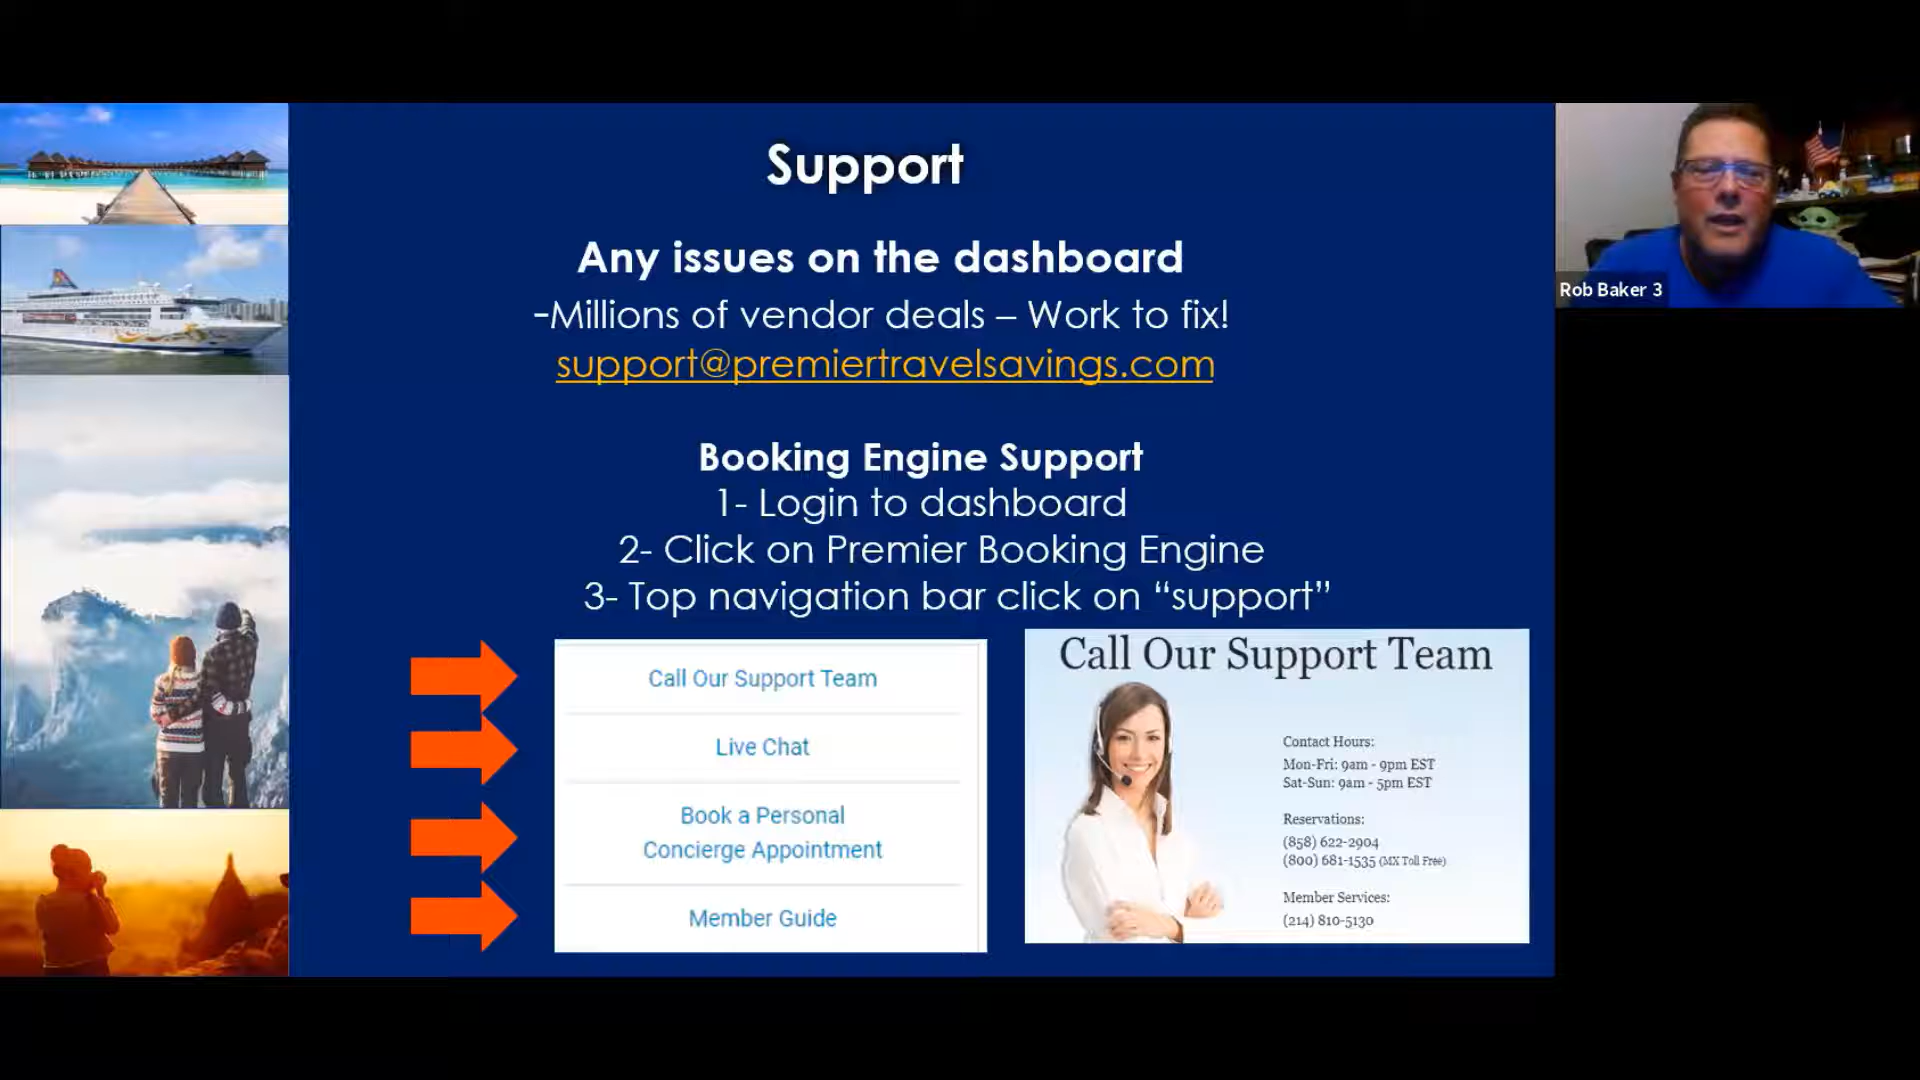 Support
Any issues on the dashboard
-Millions of vendor deals – Work to fix!
support@premiertravelsavings.com
Booking Engine Support
1- Login to dashboard
2- Click on Premier Booking Engine
3- Top navigation bar click on “support”
Call Our Support Team
Live Chat
Book a Personal
Concierge Appointment
Member Guide
Call Our Support Team
Contact Hours:
Mon-Fri: 9am - 9pm EST
Sat-Sun: 9am - 5pm EST
Reservations:
(858) 622-2904
(800) 681-1535 (MX Toll Free)
Member Services:
(214) 810-5130
Rob Baker 3